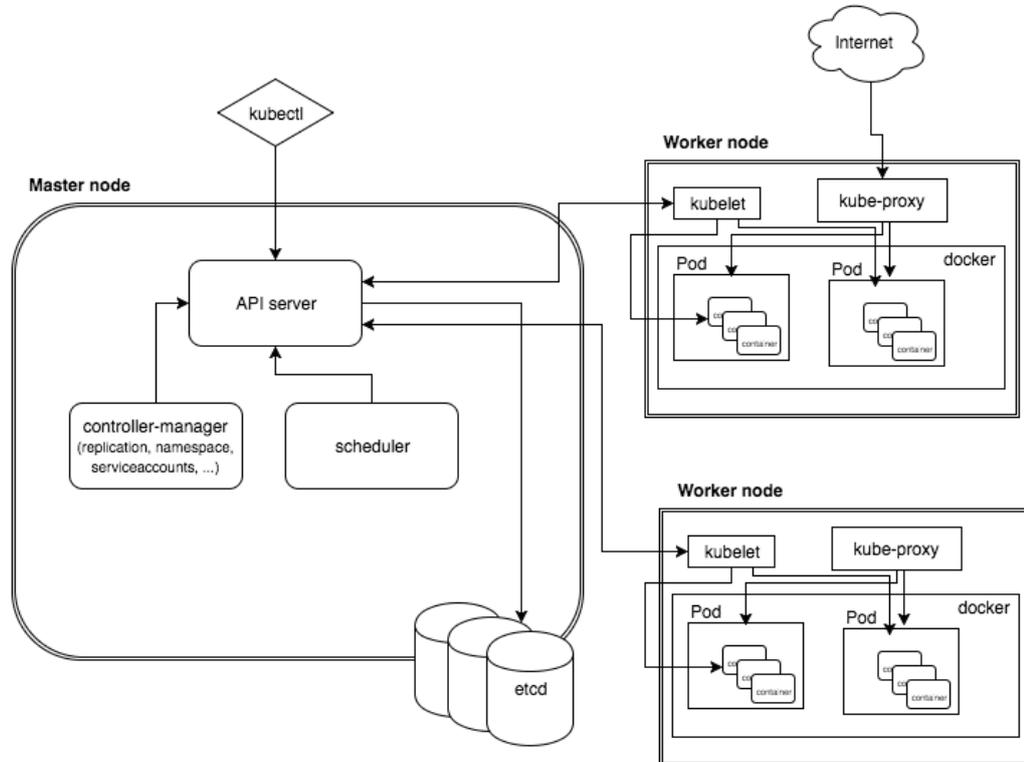 Internet
kubectl
Worker node
Master node
kubelet
kube-proxy
docker
Pod
Pod
API server
container
container
controller-manager
(replication, namespace,
serviceaccounts, ...)
scheduler
Worker node
kubelet
kube-proxy
docker
Pod
Pod
container
container
etcd